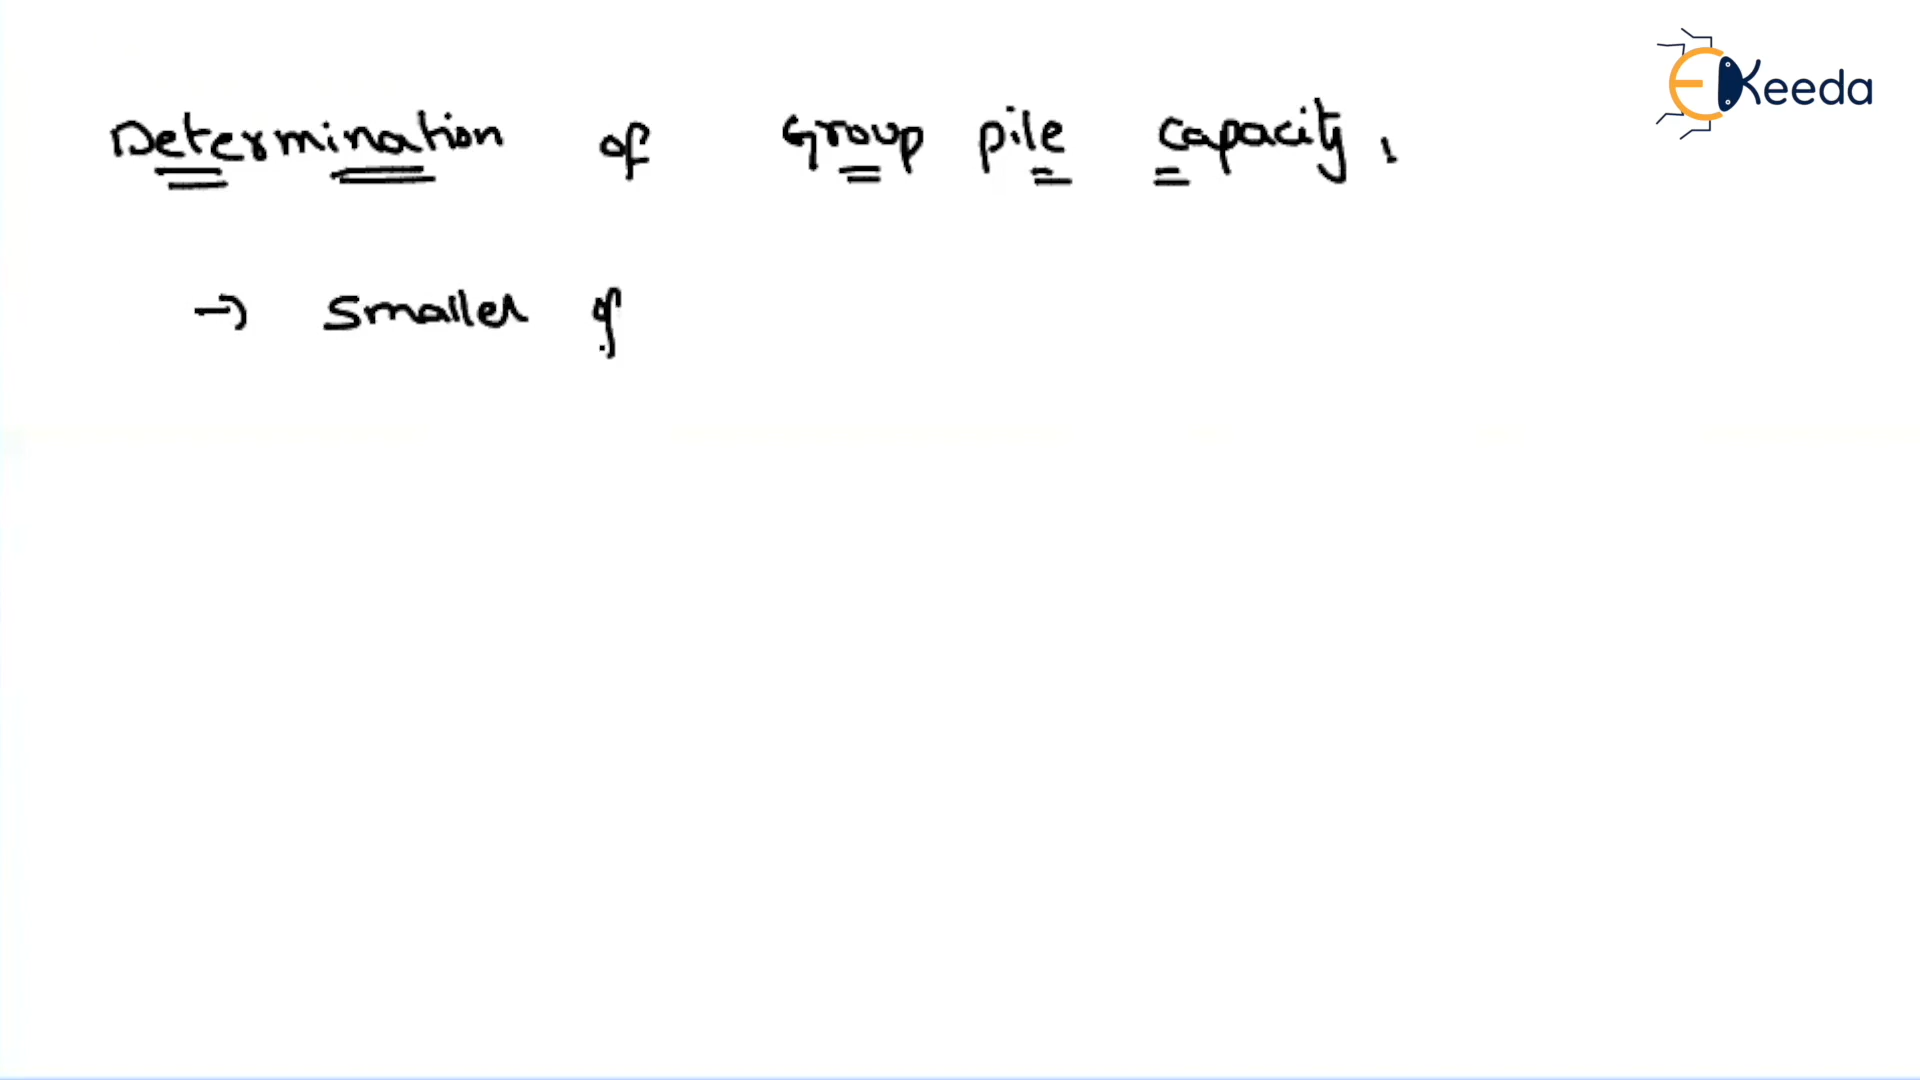 EKeeda
Determination of Group pile capacity,
→ Smaller of